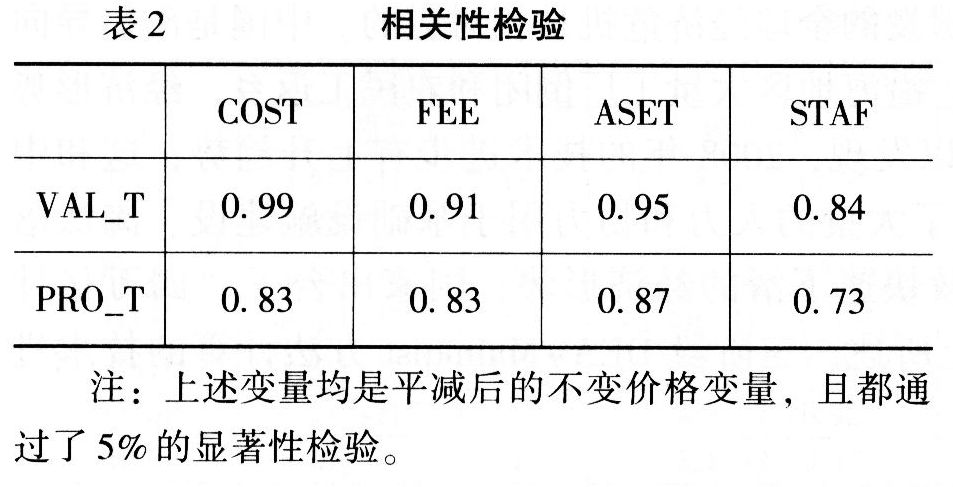 表2 相关性检验
COST FEE ASET STAF
VAL_T 0.99 0.91 0.95 0.84
PRO_T 0.83 0.83 0.87 0.73
注：上述变量均是平减后的不变价格变量，且都通
过了5%的显著性检验。